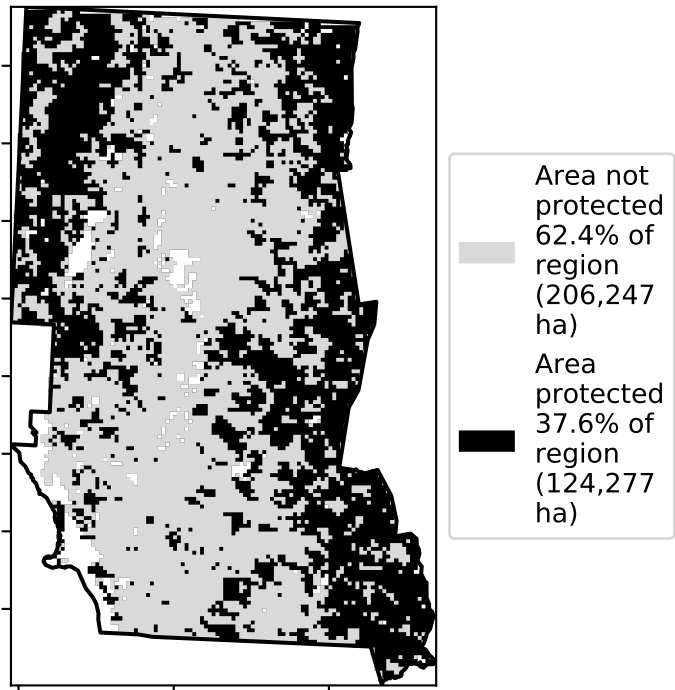 Area not
protected
62.4% of
region
(206,247
ha)
Area
protected
37.6% of
region
(124,277
ha)